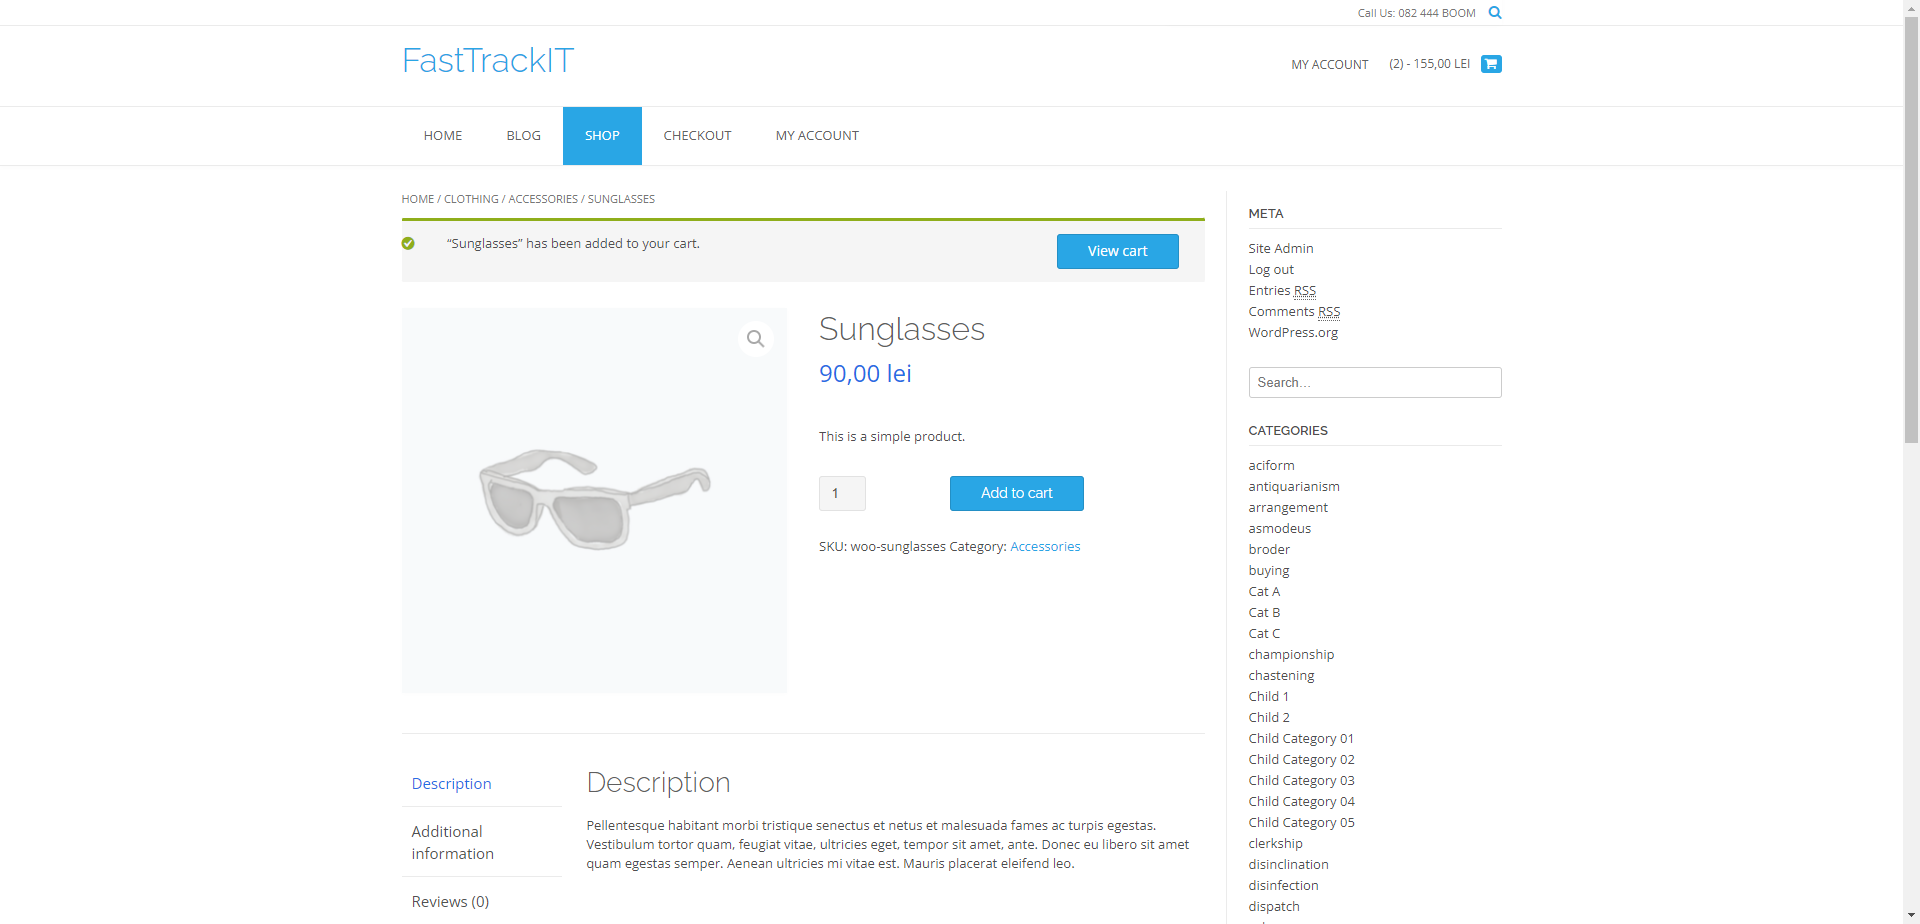 Call Us: 082 444 BOOM
FastTrackIT
MY ACCOUNT (2) - 155,00 LEI
HOME BLOG SHOP CHECKOUT MY ACCOUNT
HOME / CLOTHING / ACCESSORIES / SUNGLASSES
“Sunglasses” has been added to your cart.
View cart
Sunglasses
90,00 lei
This is a simple product.
1
Add to cart
SKU: woo-sunglasses Category: Accessories
Description
Additional
information
Reviews (0)
Description
Pellentesque habitant morbi tristique senectus et netus et malesuada fames ac turpis egestas.
Vestibulum tortor quam, feugiat vitae, ultricies eget, tempor sit amet, ante. Donec eu libero sit amet
quam egestas semper. Aenean ultricies mi vitae est. Mauris placerat eleifend leo.
META
Site Admin
Log out
Entries RSS
Comments RSS
WordPress.org
Search…
CATEGORIES
aciform
antiquarianism
arrangement
asmodeus
broder
buying
Cat A
Cat B
Cat C
championship
chastening
Child 1
Child 2
Child Category 01
Child Category 02
Child Category 03
Child Category 04
Child Category 05
clerkship
disinclination
disinfection
dispatch